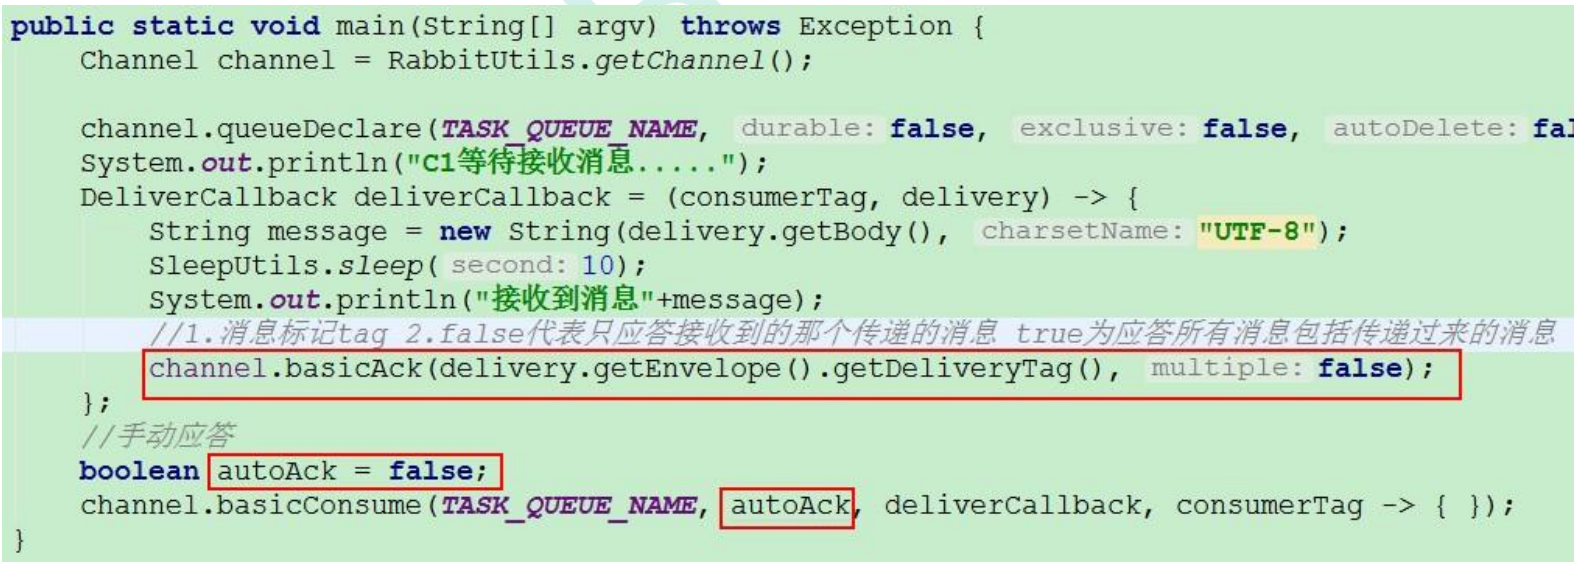 public static void main(String[] argv) throws Exception {
Channel channel = RabbitUtils.getChannel();
channel.queueDeclare(TASK_QUEUE_NAME, durable: false, exclusive: false, autoDelete: fal
System.out.println("C1等待接收消息.....");
DeliverCallback deliverCallback = (consumerTag, delivery) -> {
String message = new String(delivery.getBody(), charsetName: "UTF-8");
SleepUtils.sleep( second: 10);
System.out.println("接收到消息"+message);
//1.消息标记tag 2.false代表只应答接收到的那个传递的消息 true为应答所有消息包括传递过来的消息
channel.basicAck(delivery.getEnvelope().getDeliveryTag(), multiple: false);
};
//手动应答
boolean autoAck = false;
channel.basicConsume(TASK_QUEUE_NAME, autoAck, deliverCallback, consumerTag -> { });
}